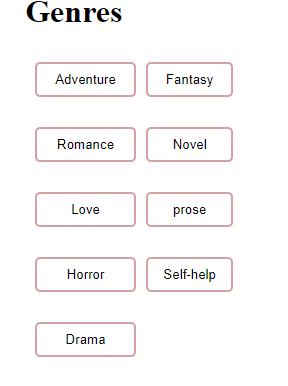 Genres
Adventure Fantasy
Romance Novel
Love prose
Horror Self-help
Drama